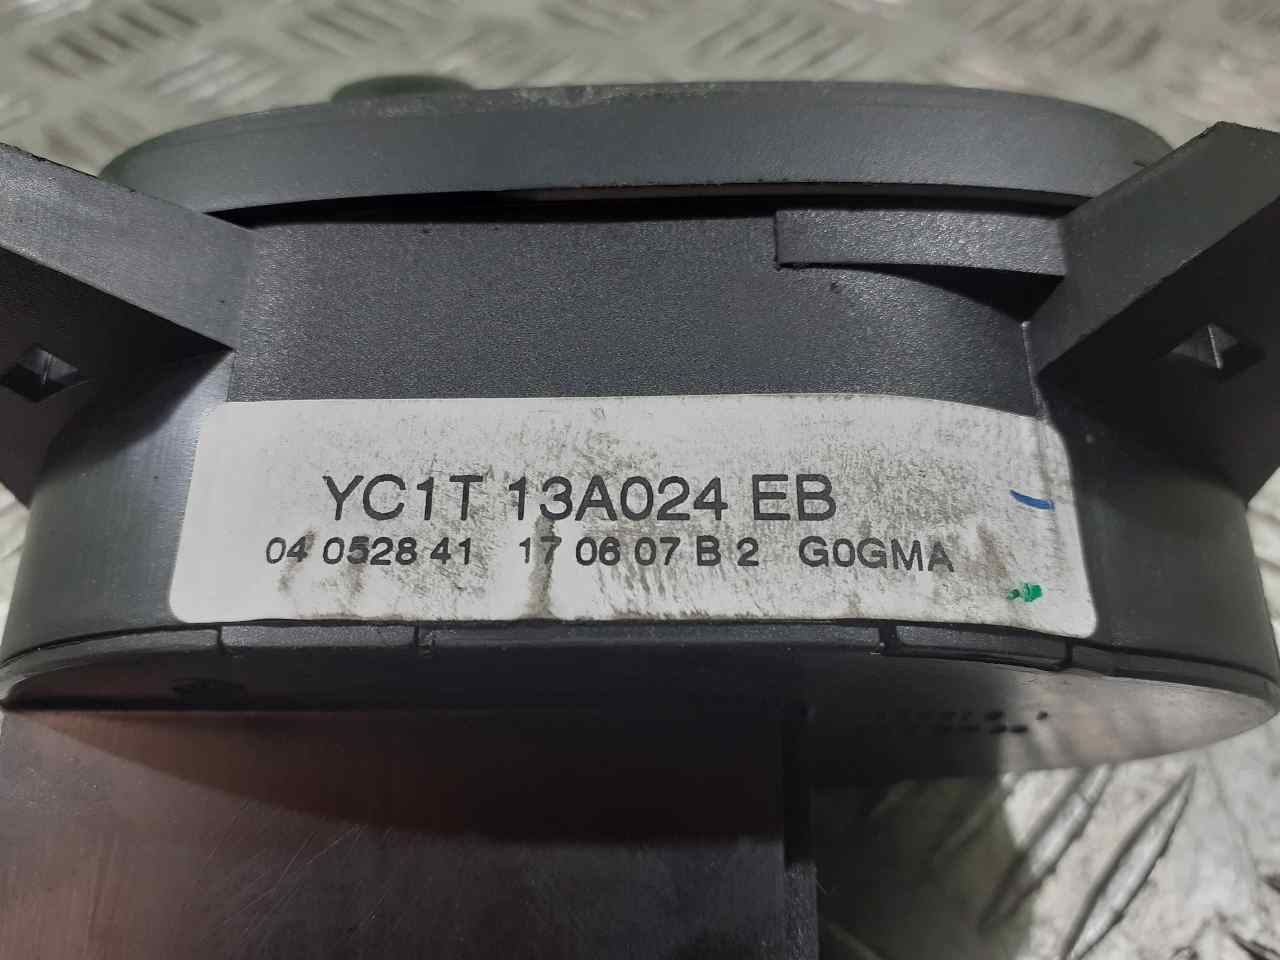 YC1T 13A024 EB
04 0528 41 17 06 07 B 2 G0GMA